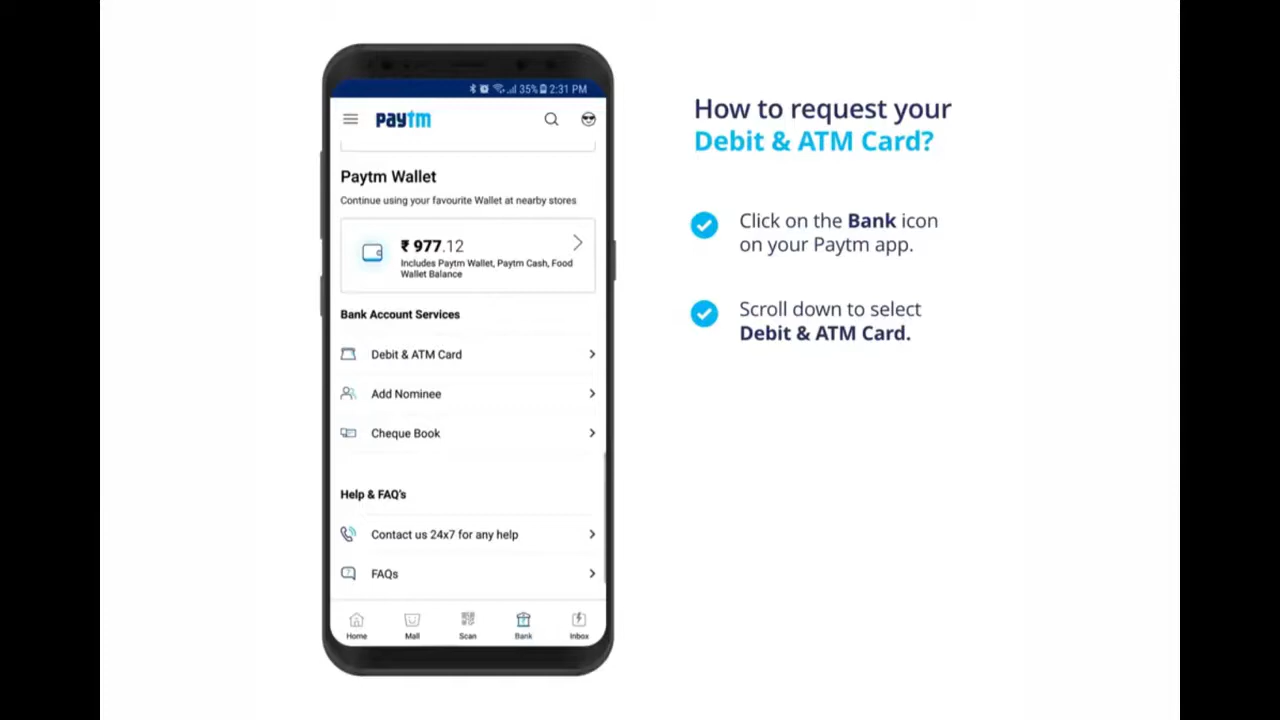 35% 2:31 PM
paytm
Paytm Wallet
Continue using your favourite Wallet at nearby stores
₹ 977.12
Includes Paytm Wallet, Paytm Cash, Food
Wallet Balance
Bank Account Services
Debit & ATM Card
Add Nominee
Cheque Book
Help & FAQ's
Contact us 24x7 for any help
FAQs
Home Mall Scan Bank Inbox
How to request your
Debit & ATM Card?
Click on the Bank icon
on your Paytm app.
Scroll down to select
Debit & ATM Card.